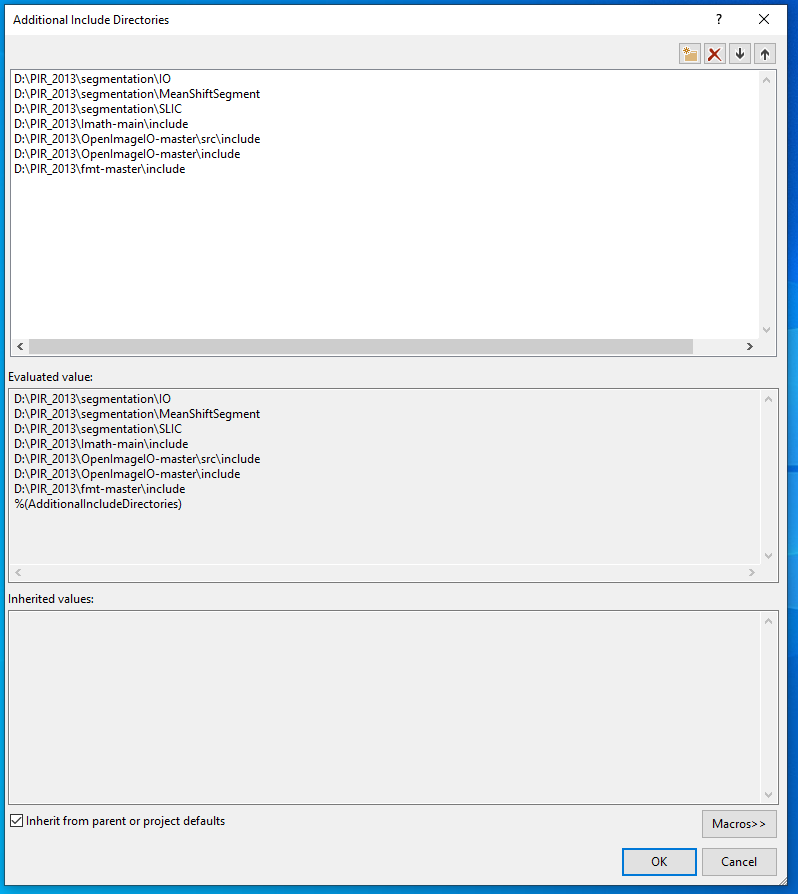 Additional Include Directories
?
D:\PIR_2013\segmentation\IO
D:\PIR_2013\segmentation\MeanShiftSegment
D:\PIR_2013\segmentation\SLIC
D:\PIR_2013\Imath-main\include
D:\PIR_2013\OpenImageIO-master\src\include
D:\PIR_2013\OpenImageIO-master\include
D:\PIR_2013\fmt-master\include
Evaluated value:
D:\PIR_2013\segmentation\IO
D:\PIR_2013\segmentation\MeanShiftSegment
D:\PIR_2013\segmentation\SLIC
D:\PIR_2013\Imath-main\include
D:\PIR_2013\OpenImageIO-master\src\include
D:\PIR_2013\OpenImageIO-master\include
D:\PIR_2013\fmt-master\include
%(AdditionalIncludeDirectories)
Inherited values:
Inherit from parent or project defaults
Macros>>
OK
Cancel